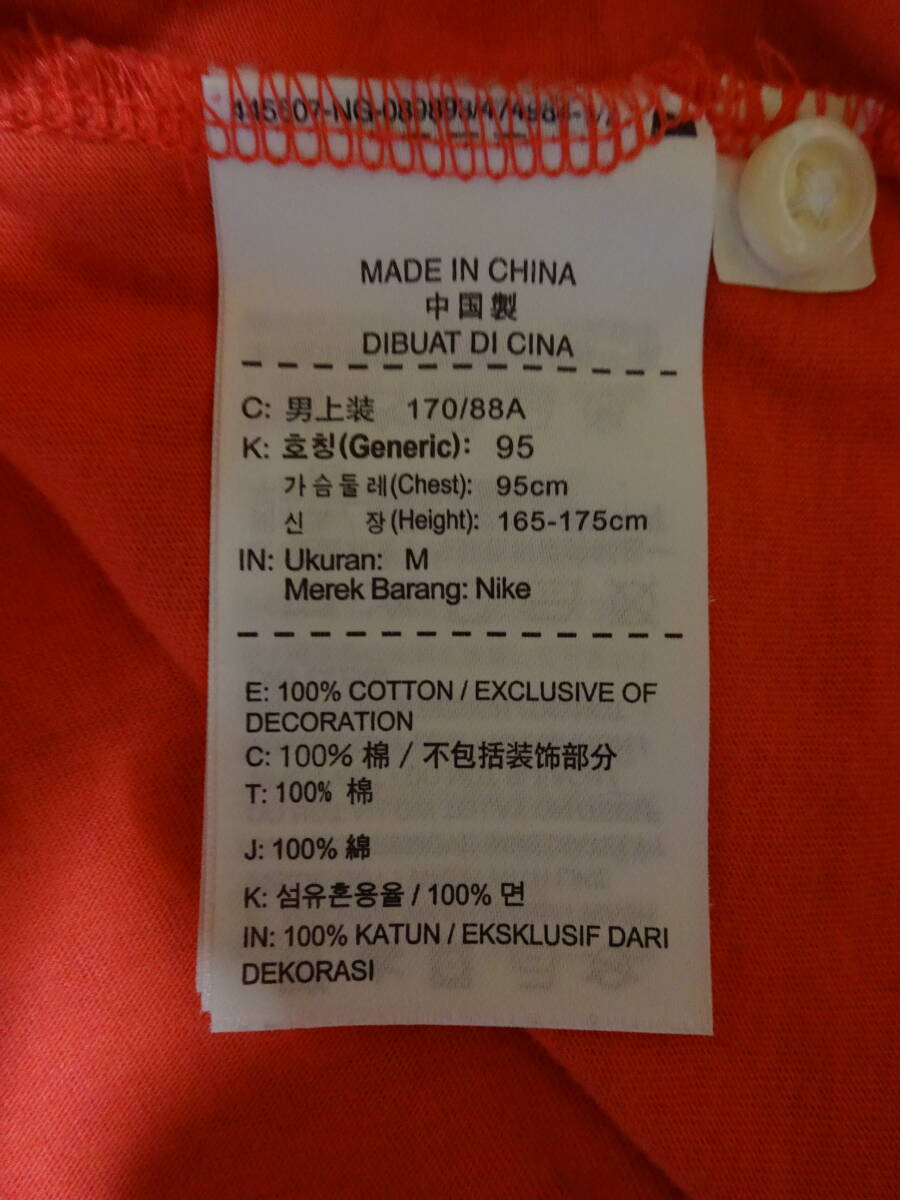 MADE IN CHINA
中国製
DIBUAT DI CINA
C: 男上装 170/88A
K: 호칭(Generic): 95
가슴둘레(Chest): 95cm
신 장(Height): 165-175cm
IN: Ukuran: M
Merek Barang: Nike
E: 100% COTTON / EXCLUSIVE OF
DECORATION
C: 100% 棉 / 不包括装饰部分
T: 100% 棉
J: 100% 綿
K: 섬유혼용율 / 100% 면
IN: 100% KATUN / EKSKLUSIF DARI
DEKORASI